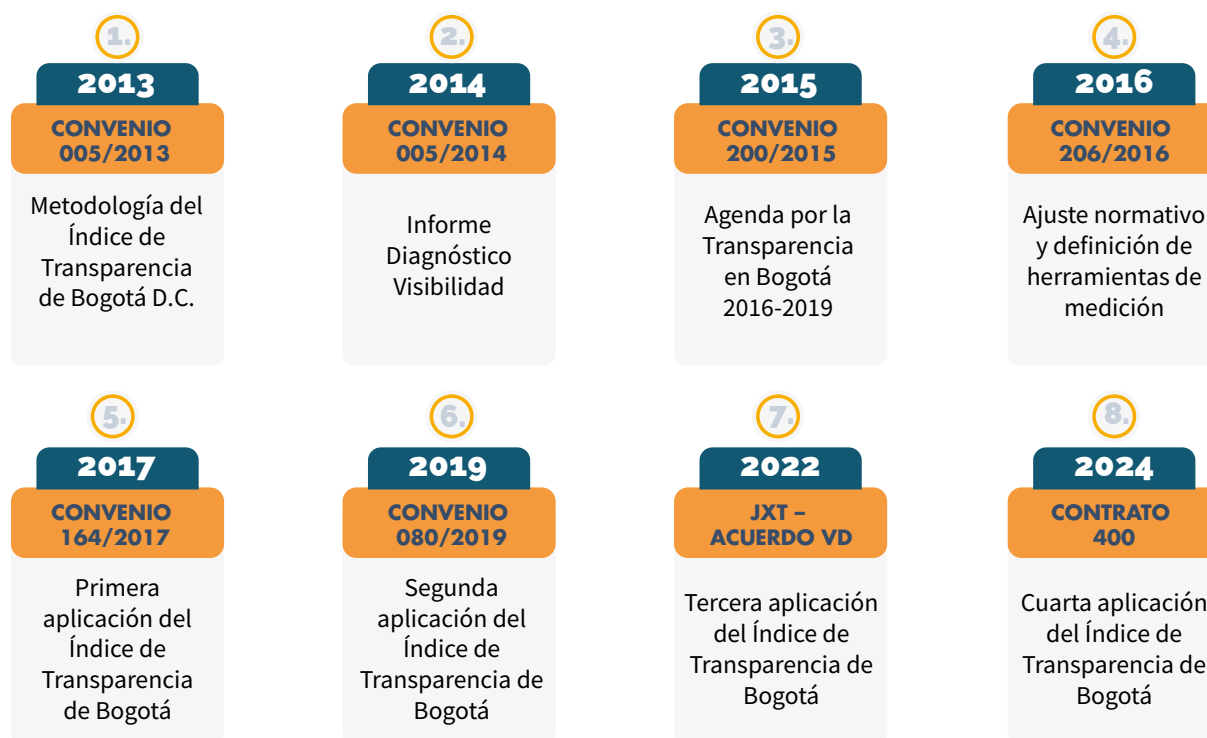 1.
2013
CONVENIO
005/2013
Metodología del
Índice de
Transparencia
de Bogotá D.C.
2.
2014
CONVENIO
005/2014
Informe
Diagnóstico
Visibilidad
3.
2015
CONVENIO
200/2015
Agenda por la
Transparencia
en Bogotá
2016-2019
4.
2016
CONVENIO
206/2016
Ajuste normativo
y definición de
herramientas de
medición
5.
2017
CONVENIO
164/2017
Primera
aplicación del
Índice de
Transparencia
de Bogotá
6.
2019
CONVENIO
080/2019
Segunda
aplicación del
Índice de
Transparencia de
Bogotá
7.
2022
JXT –
ACUERDO VD
Tercera aplicación
del Índice de
Transparencia de
Bogotá
8.
2024
CONTRATO
400
Cuarta aplicación
del Índice de
Transparencia de
Bogotá